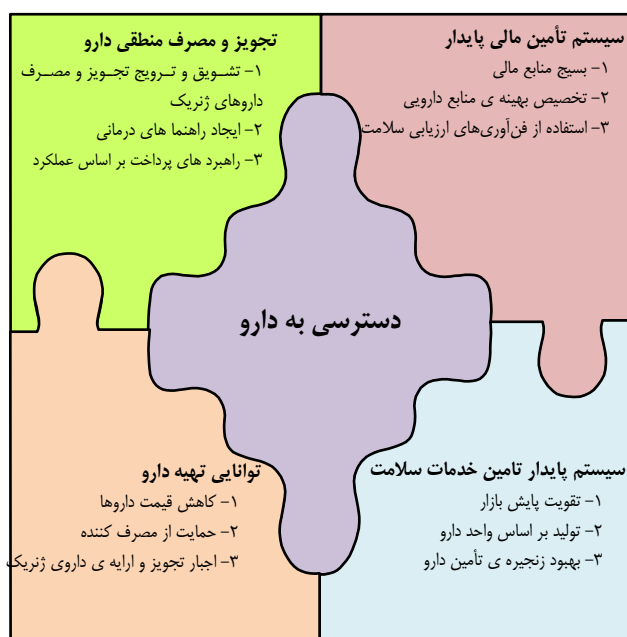 سیستم تأمین مالی پایدار
۱- بسیج منابع مالی
۲- تخصیص بهینه ی منابع دارویی
۳- استفاده از فن‌آوری‌های ارزیابی سلامت
تجویز و مصرف منطقی دارو
۱- تشـویق و تـرویج تجـویز و مصـرف
داروهای ژنریک
۲- ایجاد راهنما های درمانی
۳- راهبرد های پرداخت بر اساس عملکرد
دسترسی به دارو
سیستم پایدار تامین خدمات سلامت
۱- تقویت پایش بازار
۲- تولید بر اساس واحد دارو
۳- بهبود زنجیره ی تأمین دارو
توانایی تهیه دارو
۱- کاهش قیمت داروها
۲- حمایت از مصرف کننده
۳- اجبار تجویز و ارایه ی داروی ژنریک